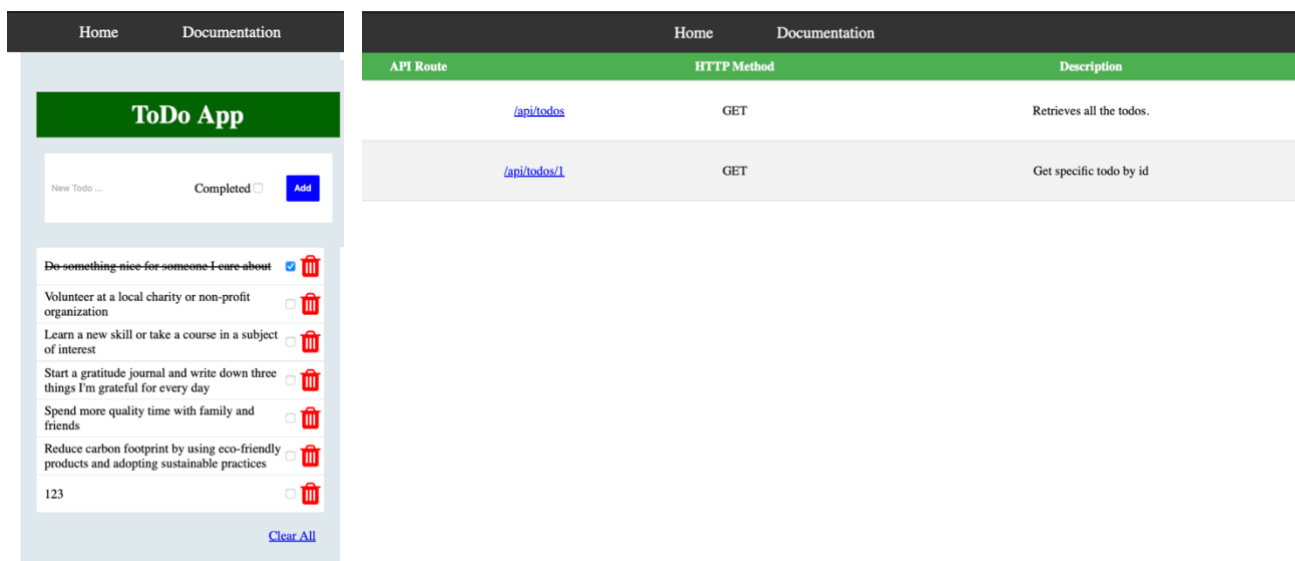 Home Documentation
ToDo App
New Todo ... Completed Add
Do something nice for someone I care about
Volunteer at a local charity or non-profit
organization
Learn a new skill or take a course in a subject
of interest
Start a gratitude journal and write down three
things I'm grateful for every day
Spend more quality time with family and
friends
Reduce carbon footprint by using eco-friendly
products and adopting sustainable practices
123
Clear All
Home Documentation
API Route HTTP Method Description
/api/todos GET Retrieves all the todos.
/api/todos/1 GET Get specific todo by id